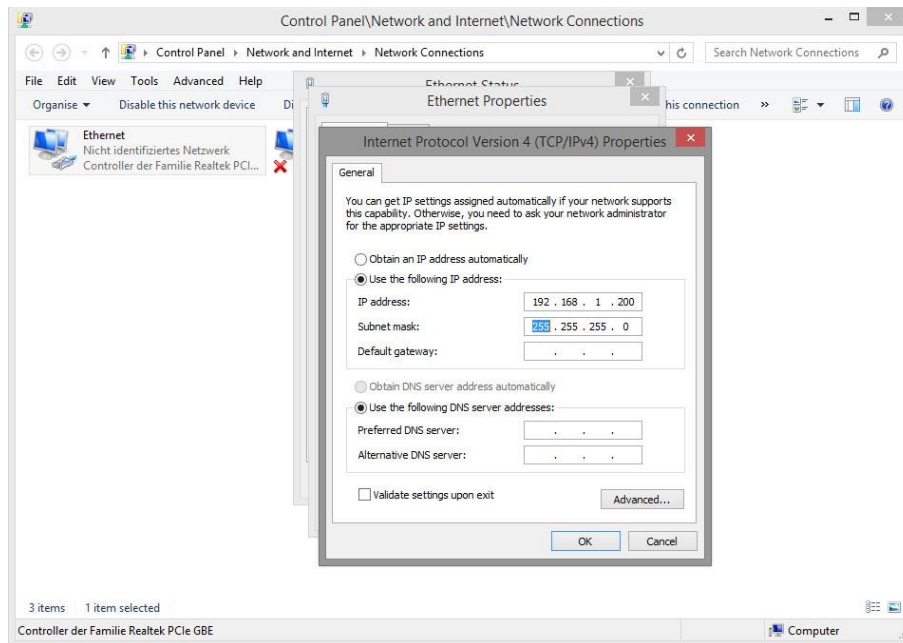 Control Panel\Network and Internet\Network Connections
Control Panel Network and Internet Network Connections
Search Network Connections
File Edit View Tools Advanced Help
Ethernet Status
Organise Disable this network device
his connection »
Ethernet Properties
Ethernet
Nicht identifiziertes Netzwerk
Controller der Familie Realtek PCI...
Internet Protocol Version 4 (TCP/IPv4) Properties
General
You can get IP settings assigned automatically if your network supports
this capability. Otherwise, you need to ask your network administrator
for the appropriate IP settings.
Obtain an IP address automatically
Use the following IP address:
IP address: 192 . 168 . 1 . 200
Subnet mask: 255 . 255 . 255 . 0
Default gateway: . . .
Obtain DNS server address automatically
Use the following DNS server addresses:
Preferred DNS server: . . .
Alternative DNS server: . . .
Validate settings upon exit
Advanced...
OK Cancel
3 items 1 item selected
Controller der Familie Realtek PCIe GBE
Computer